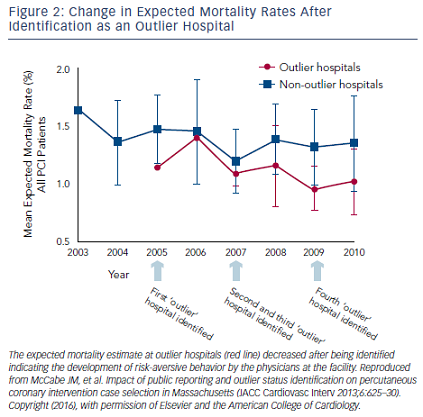 Figure 2: Change in Expected Mortality Rates After
Identification as an Outlier Hospital
Mean Expected Mortality Rate (%)
All PCI Patients
2.0
1.5
1.0
0.5
Outlier hospitals
Non-outlier hospitals
2003 2004 2005 2006 2007 2008 2009 2010
Year
First ‘outlier’
hospital identified
Second and third ‘outlier’
hospital identified
Fourth ‘outlier’
hospital identified
The expected mortality estimate at outlier hospitals (red line) decreased after being identified
indicating the development of risk-aversive behavior by the physicians at the facility. Reproduced
from McCabe JM, et al. Impact of public reporting and outlier status identification on percutaneous
coronary intervention case selection in Massachusetts (JACC Cardiovasc Interv 2013;6:625–30).
Copyright (2016), with permission of Elsevier and the American College of Cardiology.